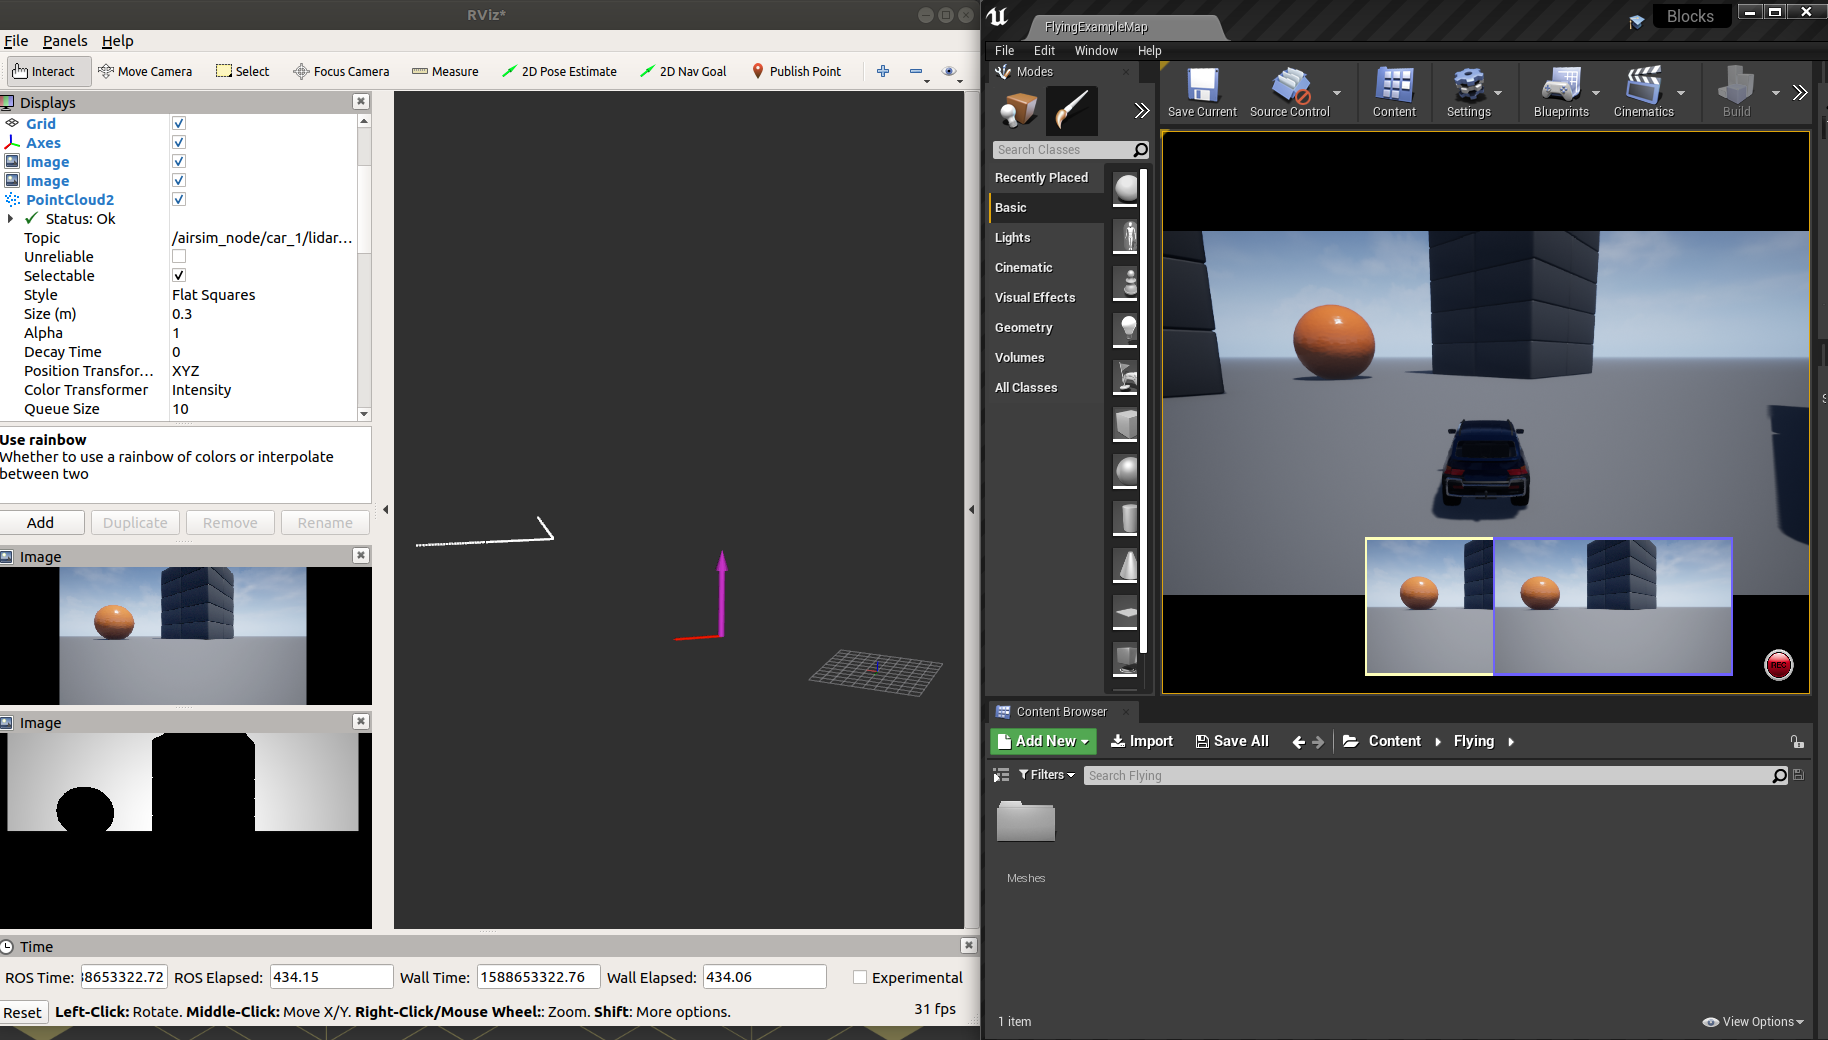 RViz*
File Panels Help
Interact Move Camera Select Focus Camera Measure 2D Pose Estimate 2D Nav Goal Publish Point
Displays
Grid
Axes
Image
Image
PointCloud2
Status: Ok
Topic /airsim_node/car_1/lidar…
Unreliable
Selectable
Style Flat Squares
Size (m) 0.3
Alpha 1
Decay Time 0
Position Transfor… XYZ
Color Transformer Intensity
Queue Size 10
Use rainbow
Whether to use a rainbow of colors or interpolate
between two
Add Duplicate Remove Rename
Image
Image
Time
ROS Time: 8653322.72 ROS Elapsed: 434.15 Wall Time: 1588653322.76 Wall Elapsed: 434.06 Experimental
Reset Left-Click: Rotate. Middle-Click: Move X/Y. Right-Click/Mouse Wheel:: Zoom. Shift: More options. 31 fps
FlyingExampleMap
Blocks
File Edit Window Help
Modes
Save Current Source Control Content Settings Blueprints Cinematics Build
Search Classes
Recently Placed
Basic
Lights
Cinematic
Visual Effects
Geometry
Volumes
All Classes
REC
Content Browser
Add New Import Save All Content Flying
Filters Search Flying
Meshes
1 item View Options